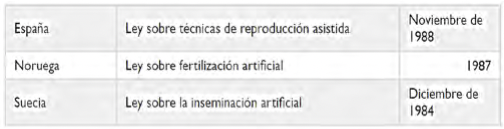 España Ley sobre técnicas de reproducción asistida Noviembre de
1988
Noruega Ley sobre fertilización artificial 1987
Suecia Ley sobre la inseminación artificial Diciembre de
1984